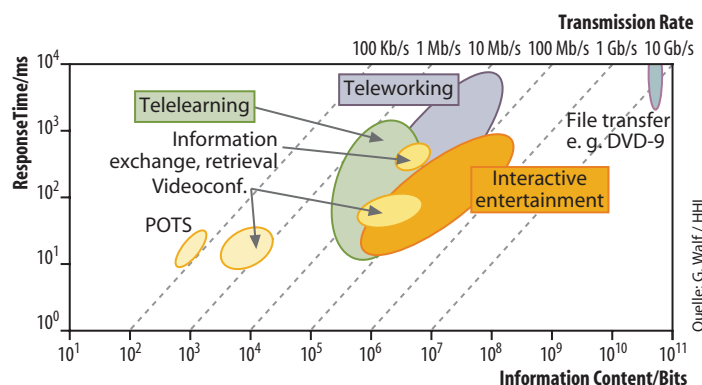 Transmission Rate
100 Kb/s 1 Mb/s 10 Mb/s 100 Mb/s 1 Gb/s 10 Gb/s
ResponseTime/ms
10⁴
10³
10²
10¹
10⁰
Telelearning
Teleworking
Information
exchange, retrieval
Videoconf.
POTS
File transfer
e. g. DVD-9
Interactive
entertainment
10¹ 10² 10³ 10⁴ 10⁵ 10⁶ 10⁷ 10⁸ 10⁹ 10¹⁰ 10¹¹
Information Content/Bits
Quelle: G. Walf / HHI